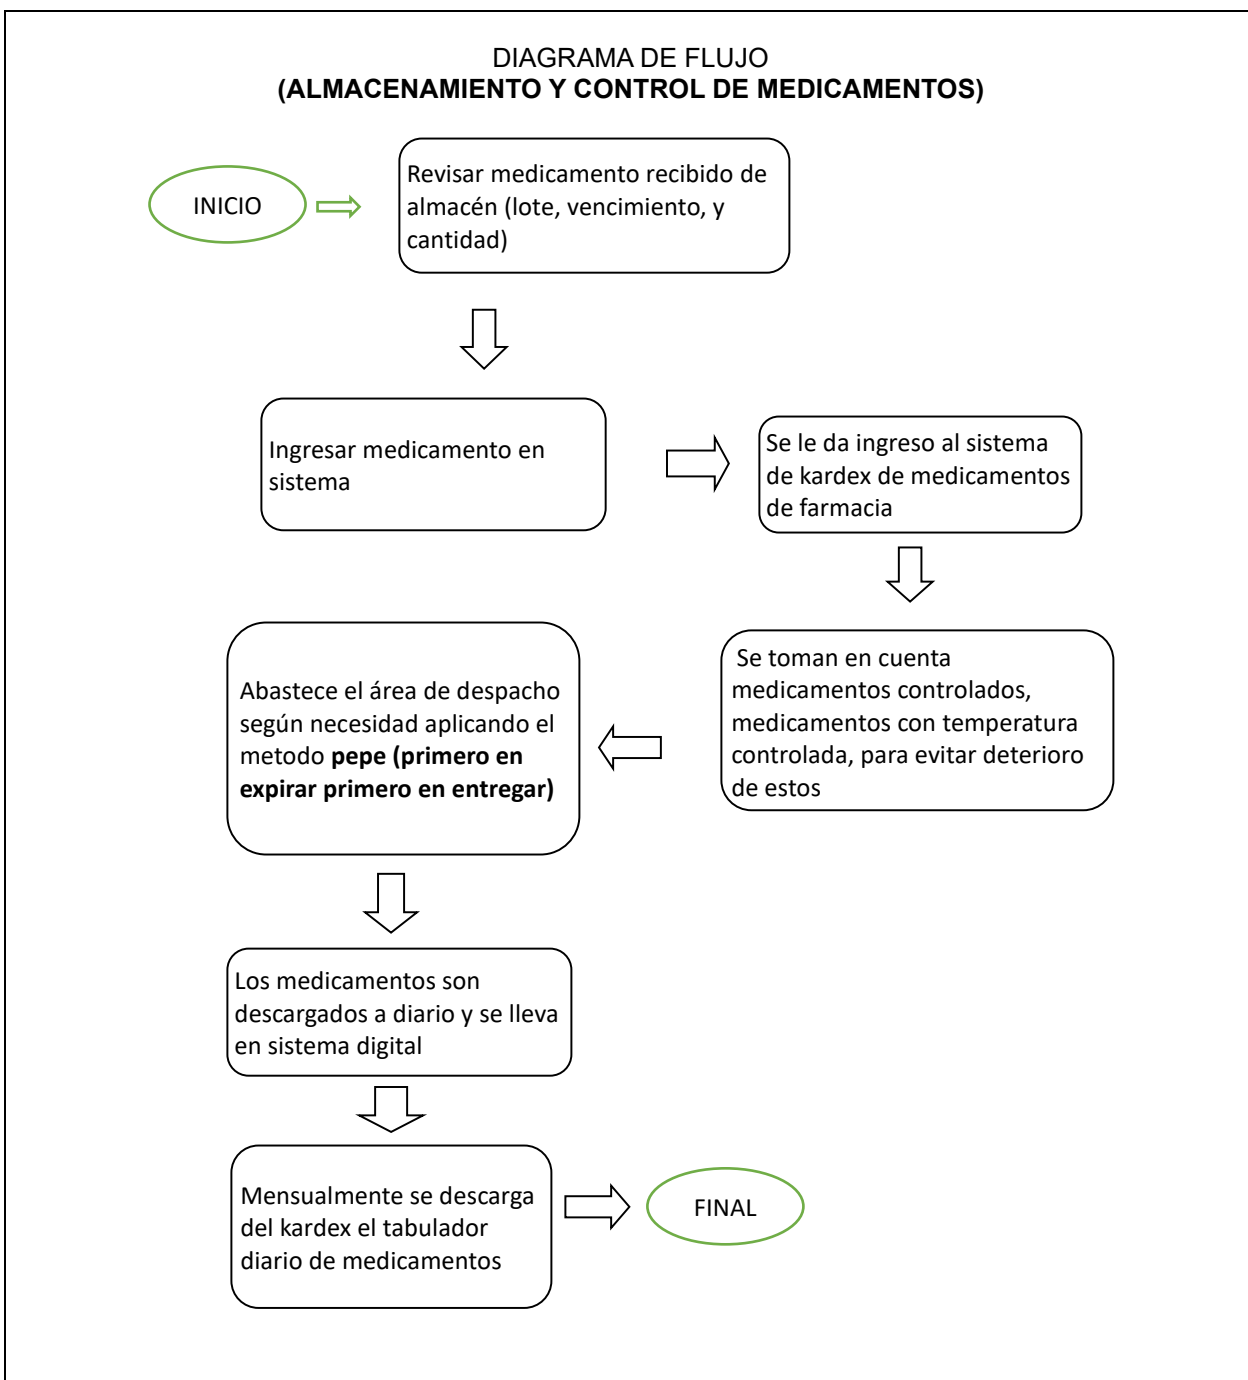 DIAGRAMA DE FLUJO
(ALMACENAMIENTO Y CONTROL DE MEDICAMENTOS)
INICIO
Revisar medicamento recibido de
almacén (lote, vencimiento, y
cantidad)
Ingresar medicamento en
sistema
Se le da ingreso al sistema
de kardex de medicamentos
de farmacia
Se toman en cuenta
medicamentos controlados,
medicamentos con temperatura
controlada, para evitar deterioro
de estos
Abastece el área de despacho
según necesidad aplicando el
metodo pepe (primero en
expirar primero en entregar)
Los medicamentos son
descargados a diario y se lleva
en sistema digital
Mensualmente se descarga
del kardex el tabulador
diario de medicamentos
FINAL